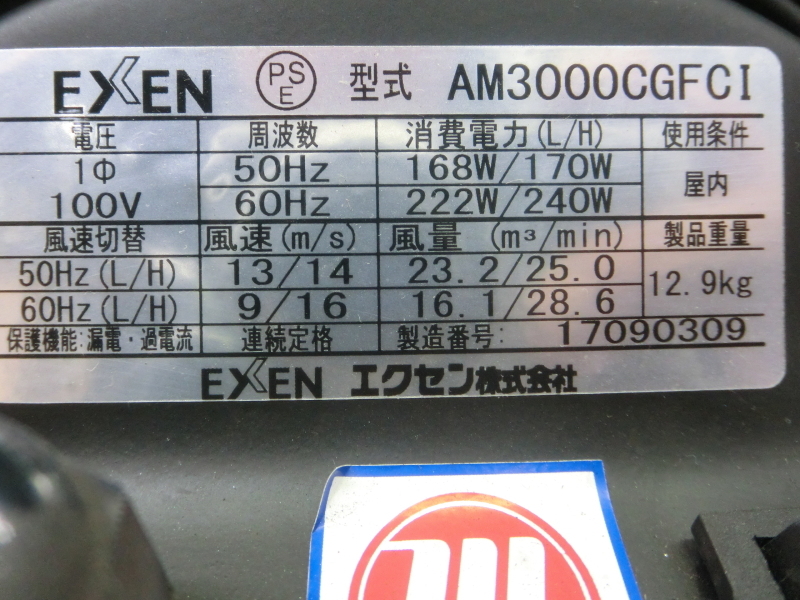 EXEN PSE 型式 AM3000CGFCI
電圧 周波数 消費電力(L/H) 使用条件
1Φ 50Hz 168W/170W 屋内
100V 60Hz 222W/240W
風速切替 風速(m/s) 風量 (m³/min) 製品重量
50Hz(L/H) 13/14 23.2/25.0 12.9kg
60Hz(L/H) 9/16 16.1/28.6
保護機能:漏電・過電流 連続定格 製造番号: 17090309
EXEN エクセン株式会社